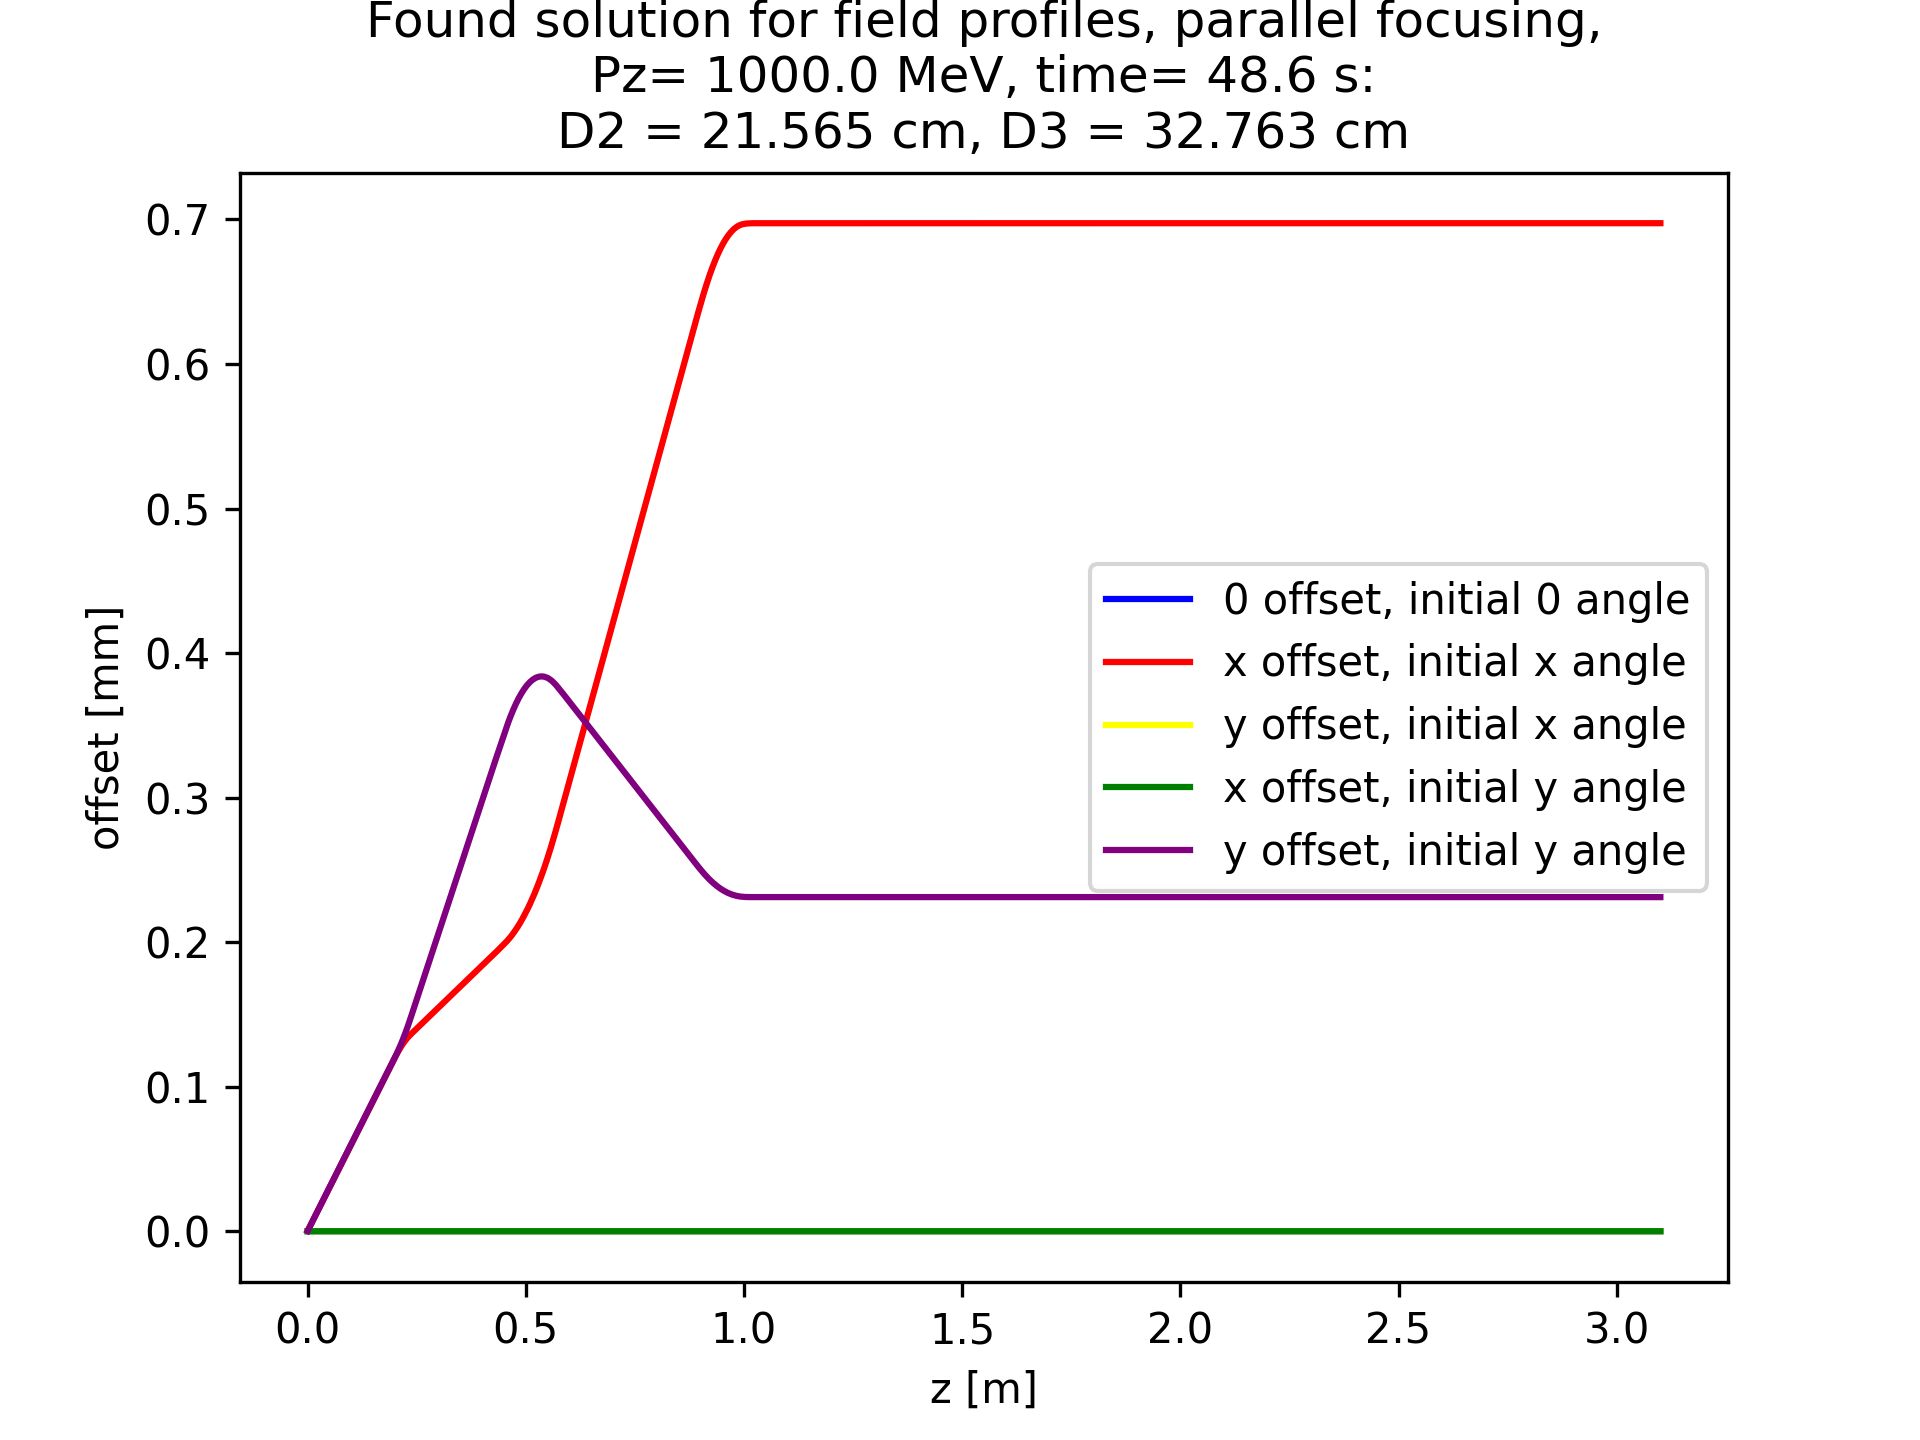 Found solution for field profiles, parallel focusing,
Pz= 1000.0 MeV, time= 48.6 s:
D2 = 21.565 cm, D3 = 32.763 cm
0.7
0.6
0.5
0.4
0.3
0.2
0.1
0.0
offset [mm]
0 offset, initial 0 angle
x offset, initial x angle
y offset, initial x angle
x offset, initial y angle
y offset, initial y angle
0.0 0.5 1.0 1.5 2.0 2.5 3.0
z [m]